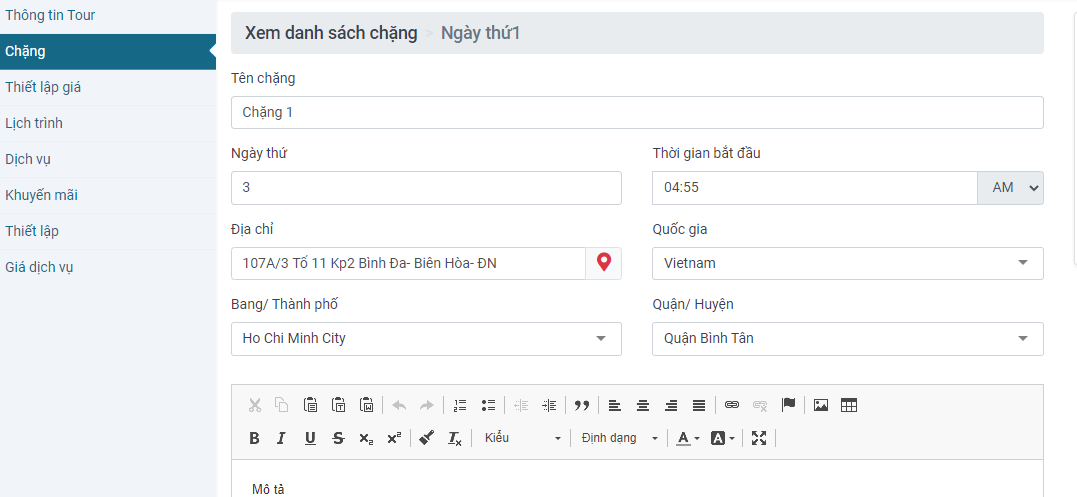 Thông tin Tour
Chặng
Thiết lập giá
Lịch trình
Dịch vụ
Khuyến mãi
Thiết lập
Giá dịch vụ
Xem danh sách chặng > Ngày thứ1
Tên chặng
Chặng 1
Ngày thứ
Thời gian bắt đầu
3
04:55
AM
Địa chỉ
Quốc gia
107A/3 Tổ 11 Kp2 Bình Đa- Biên Hòa- ĐN
Vietnam
Bang/ Thành phố
Quận/ Huyện
Ho Chi Minh City
Quận Bình Tân
B I U S x₂ x² Tx Kiểu Định dạng A A
Mô tả